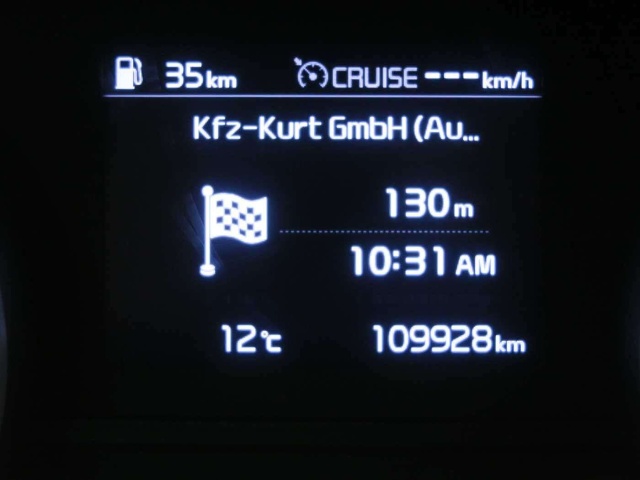 35km CRUISE ---km/h
Kfz-Kurt GmbH (Au...
130m
10:31 AM
12℃ 109928km